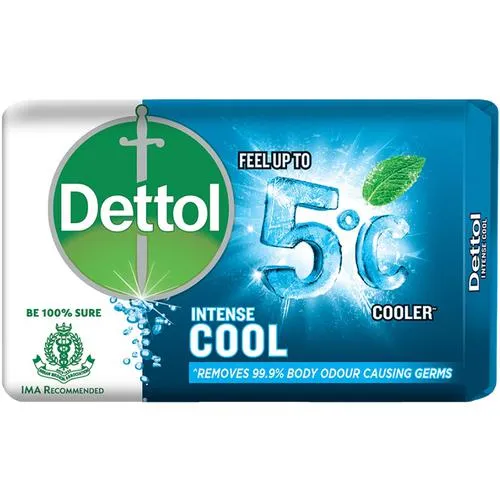 Dettol
BE 100% SURE
IMA RECOMMENDED
FEEL UP TO
5°C
COOLER™
INTENSE
COOL
^REMOVES 99.9% BODY ODOUR CAUSING GERMS
Dettol
INTENSE COOL